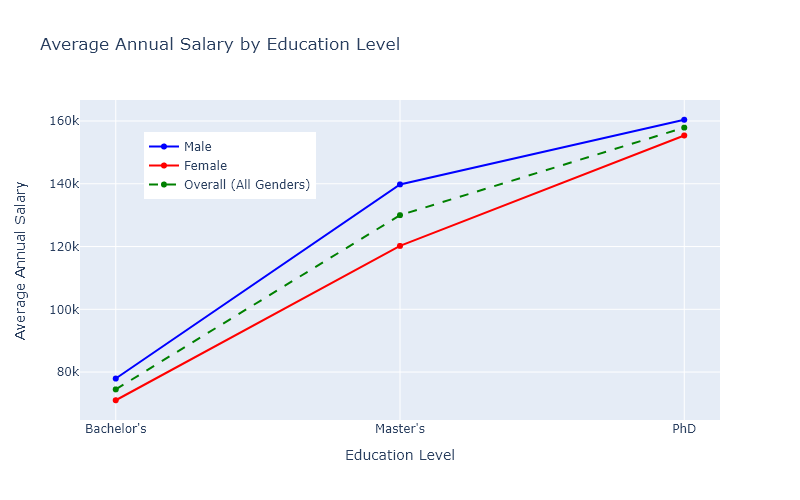 Average Annual Salary by Education Level
160k
140k
120k
100k
80k
Average Annual Salary
Male
Female
Overall (All Genders)
Bachelor's
Master's
PhD
Education Level